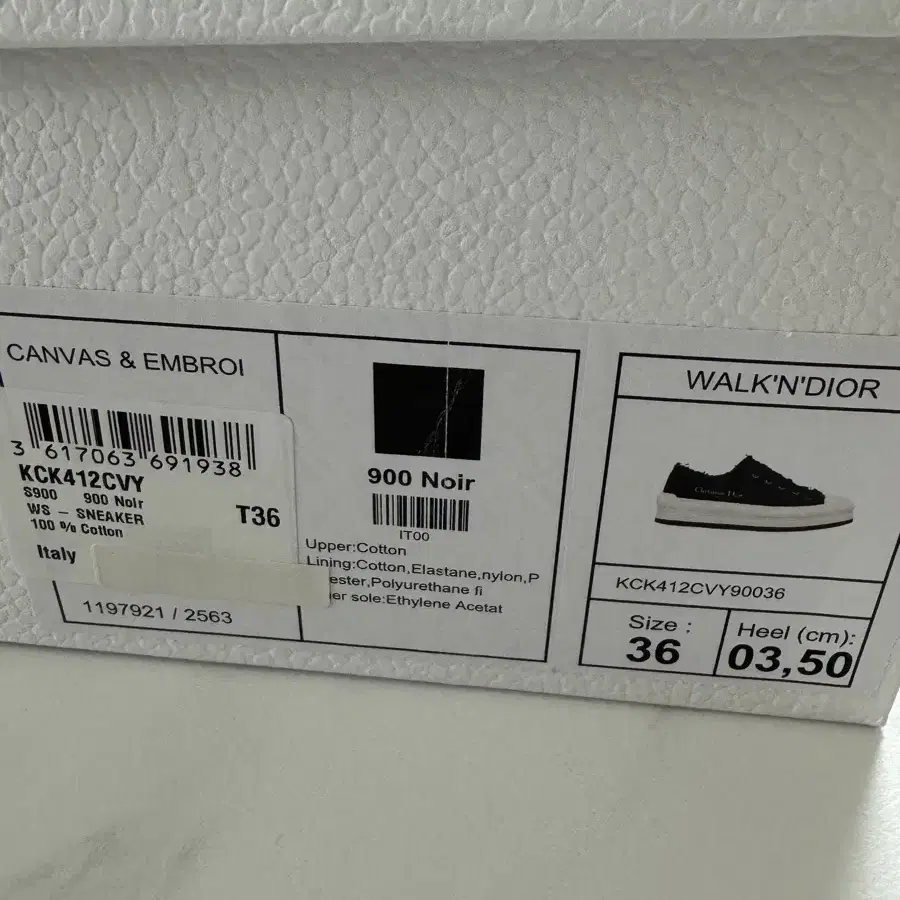 CANVAS & EMBROI
3 617063 691938
KCK412CVY
S900 900 Noir
WS - SNEAKER
100 % Cotton
T36
Italy
1197921 / 2563
900 Noir
IT00
Upper:Cotton
Lining:Cotton,Elastane,nylon,P
ester,Polyurethane fi
er sole:Ethylene Acetat
WALK'N'DIOR
KCK412CVY90036
Size :
36
Heel (cm):
03,50